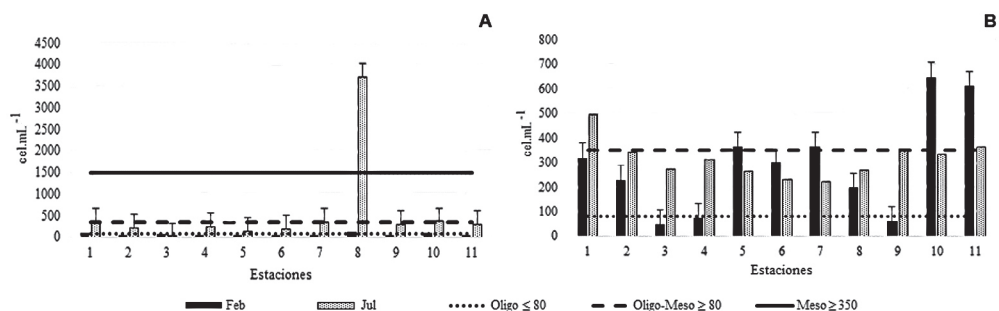 A
4500
4000
3500
3000
2500
2000
1500
1000
500
0
cel.mL-1
1 2 3 4 5 6 7 8 9 10 11
Estaciones
B
800
700
600
500
400
300
200
100
0
cel.mL-1
1 2 3 4 5 6 7 8 9 10 11
Estaciones
Feb Jul Oligo ≤ 80 Oligo-Meso ≥ 80 Meso ≥ 350